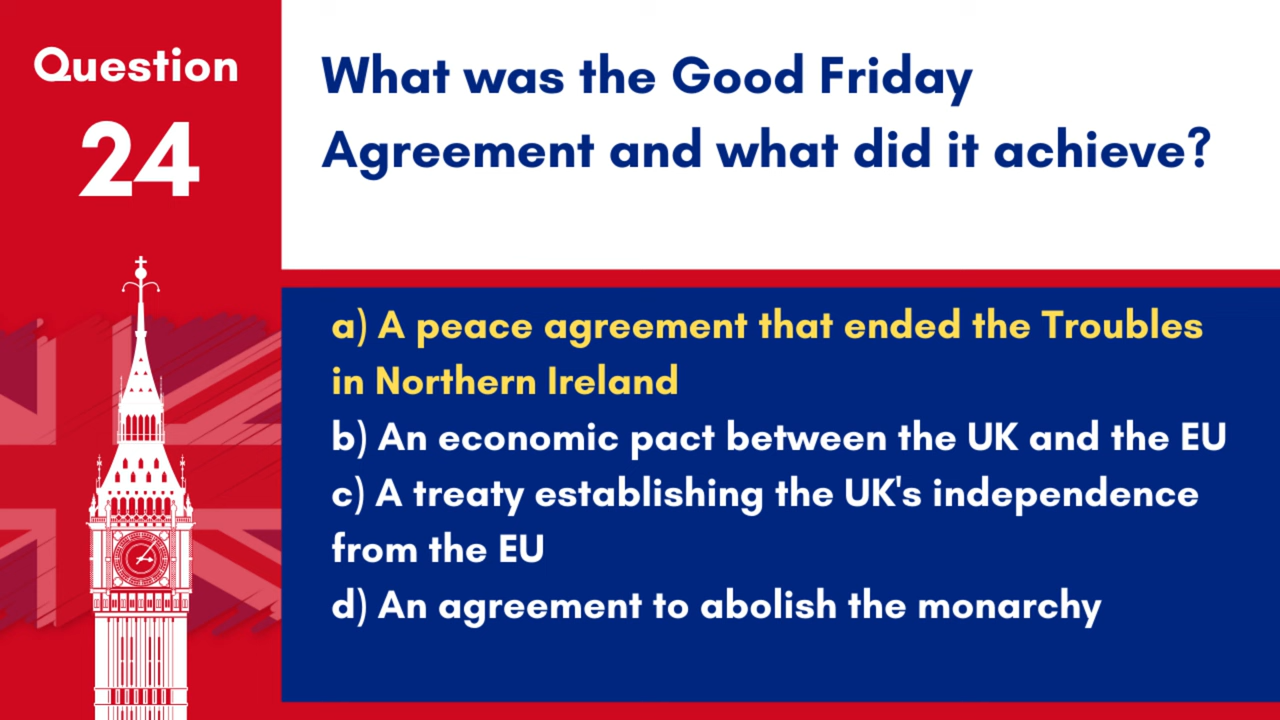 Question
24
What was the Good Friday
Agreement and what did it achieve?
a) A peace agreement that ended the Troubles
in Northern Ireland
b) An economic pact between the UK and the EU
c) A treaty establishing the UK's independence
from the EU
d) An agreement to abolish the monarchy